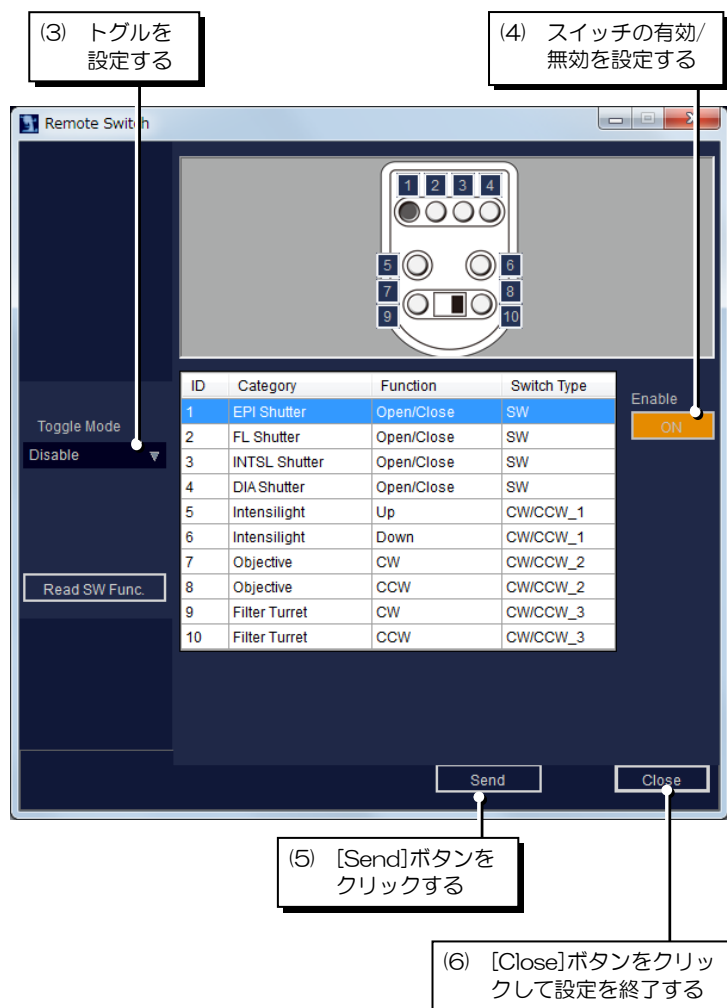 (3) トグルを
設定する
(4) スイッチの有効/
無効を設定する
Remote Switch
1 2 3 4
5 6
7 8
9 10
ID Category Function Switch Type
1 EPI Shutter Open/Close SW
2 FL Shutter Open/Close SW
3 INTSL Shutter Open/Close SW
4 DIA Shutter Open/Close SW
5 Intensilight Up CW/CCW_1
6 Intensilight Down CW/CCW_1
7 Objective CW CW/CCW_2
8 Objective CCW CW/CCW_2
9 Filter Turret CW CW/CCW_3
10 Filter Turret CCW CW/CCW_3
Enable
ON
Toggle Mode
Disable
Read SW Func.
Send
Close
(5) [Send]ボタンを
クリックする
(6) [Close]ボタンをクリッ
クして設定を終了する